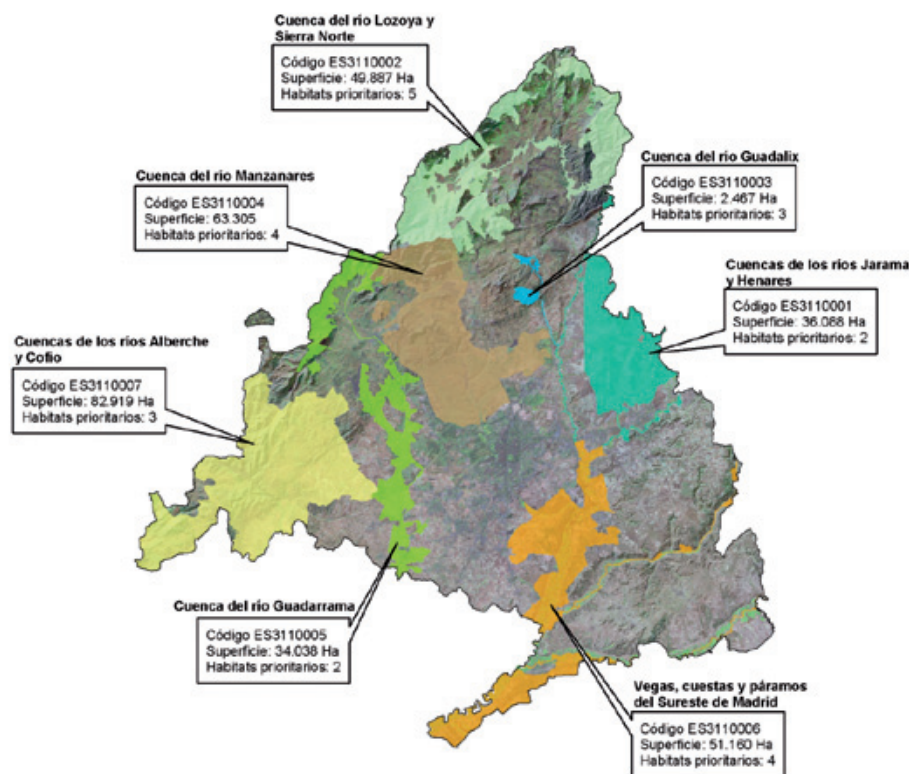 Cuenca del río Lozoya y
Sierra Norte
Código ES3110002
Superficie: 49.887 Ha
Habitats prioritarios: 5
Cuenca del río Manzanares
Código ES3110004
Superficie: 63.305
Habitats prioritarios: 4
Cuenca del río Guadalix
Código ES3110003
Superficie: 2.467 Ha
Habitats prioritarios: 3
Cuencas de los ríos Jarama
y Henares
Código ES3110001
Superficie: 36.088 Ha
Habitats prioritarios: 2
Cuencas de los ríos Alberche
y Cofio
Código ES3110007
Superficie: 82.919 Ha
Habitats prioritarios: 3
Cuenca del río Guadarrama
Código ES3110005
Superficie: 34.038 Ha
Habitats prioritarios: 2
Vegas, cuestas y páramos
del Sureste de Madrid
Código ES3110006
Superficie: 51.160 Ha
Habitats prioritarios: 4